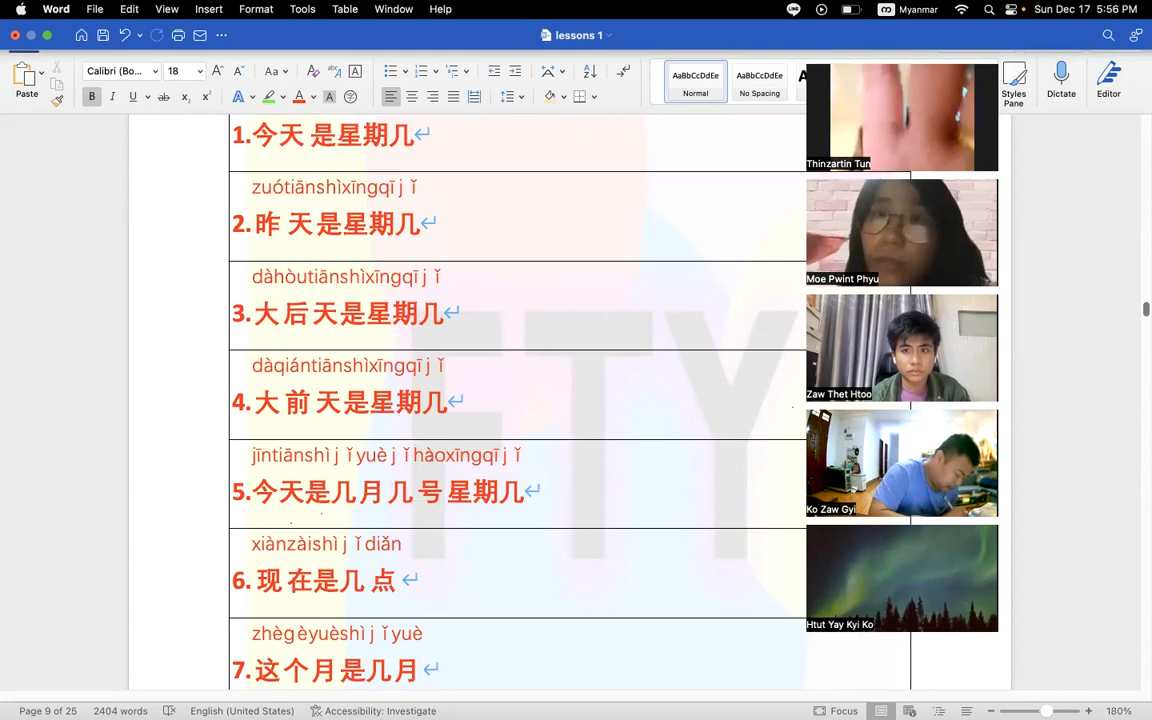 Word File Edit View Insert Format Tools Table Window Help Myanmar Sun Dec 17 5:56 PM
lessons 1
Paste Calibri (Bo... 18 AaBbCcDdEe Normal AaBbCcDdEe No Spacing Styles Pane Dictate Editor
1.今天 是星期几
zuótiānshìxīngqī j ǐ
2.昨 天是星期几
dàhòutiānshìxīngqī j ǐ
3.大 后 天是星期几
dàqiántiānshìxīngqī j ǐ
4.大 前 天是星期几
jīntiānshì j ǐ yuè j ǐ hàoxīngqī j ǐ
5.今天是几 月 几 号 星期几
xiànzàishì j ǐ diǎn
6. 现 在是几 点
zhègèyuèshì j ǐ yuè
7.这个月是几月
FTY
Thinzartin Tun
Moe Pwint Phyu
Zaw Thet Htoo
Ko Zaw Gyi
Htut Yay Kyi Ko
Page 9 of 25 2404 words English (United States) Accessibility: Investigate Focus 180%